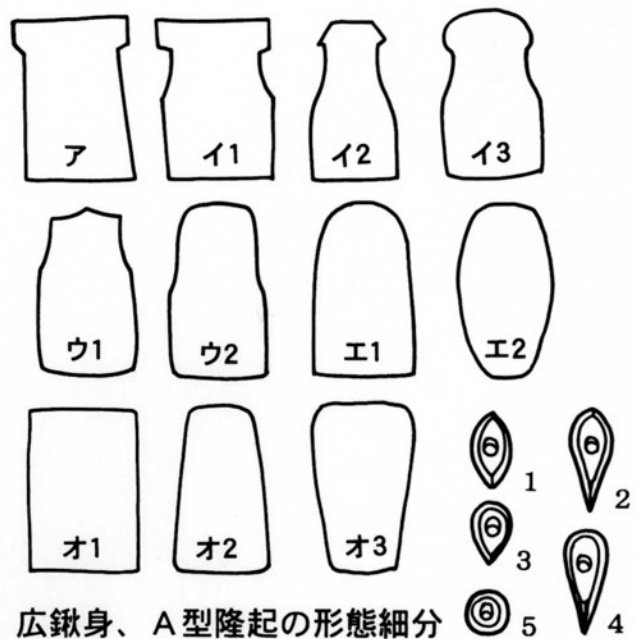 ア イ1 イ2 イ3
ウ1 ウ2 エ1 エ2
オ1 オ2 オ3
1 2
3
5 4
広鍬身、A型隆起の形態細分